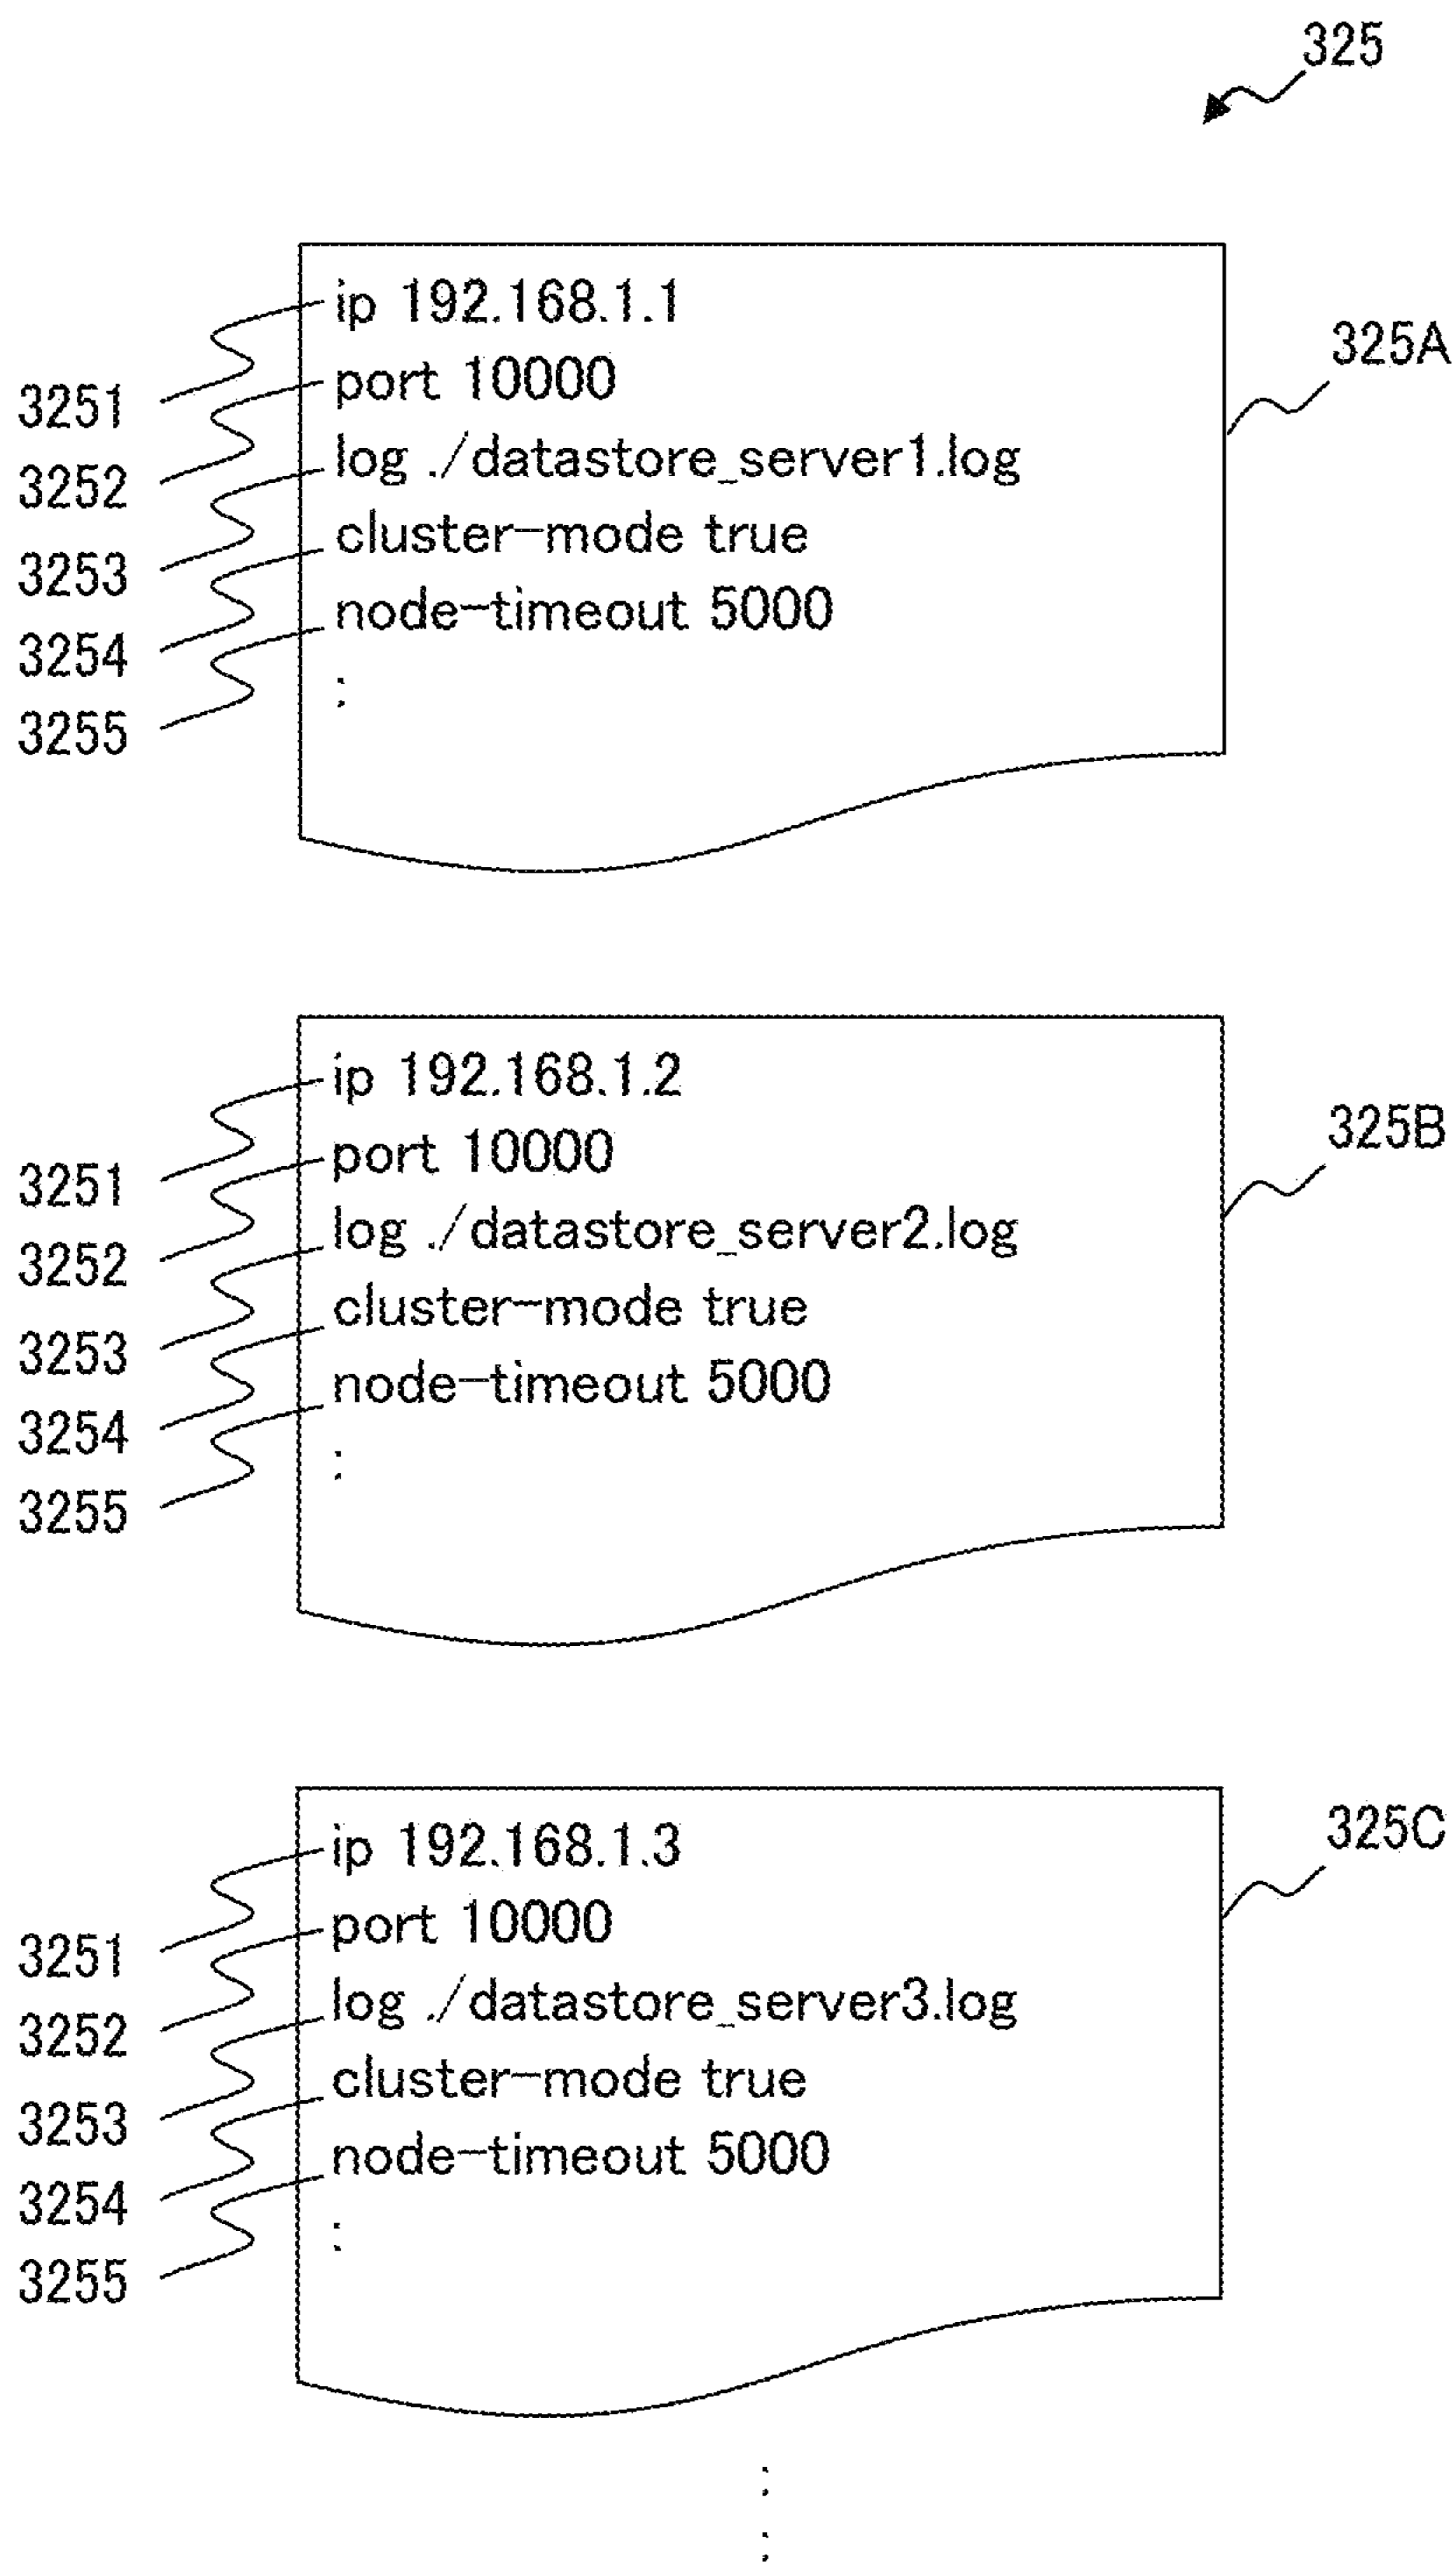 325
325A
ip 192.168.1.1
port 10000
log ./datastore_server1.log
cluster-mode true
node-timeout 5000
:
3251
3252
3253
3254
3255
325B
ip 192.168.1.2
port 10000
log ./datastore_server2.log
cluster-mode true
node-timeout 5000
:
3251
3252
3253
3254
3255
325C
ip 192.168.1.3
port 10000
log ./datastore_server3.log
cluster-mode true
node-timeout 5000
:
3251
3252
3253
3254
3255
:
: